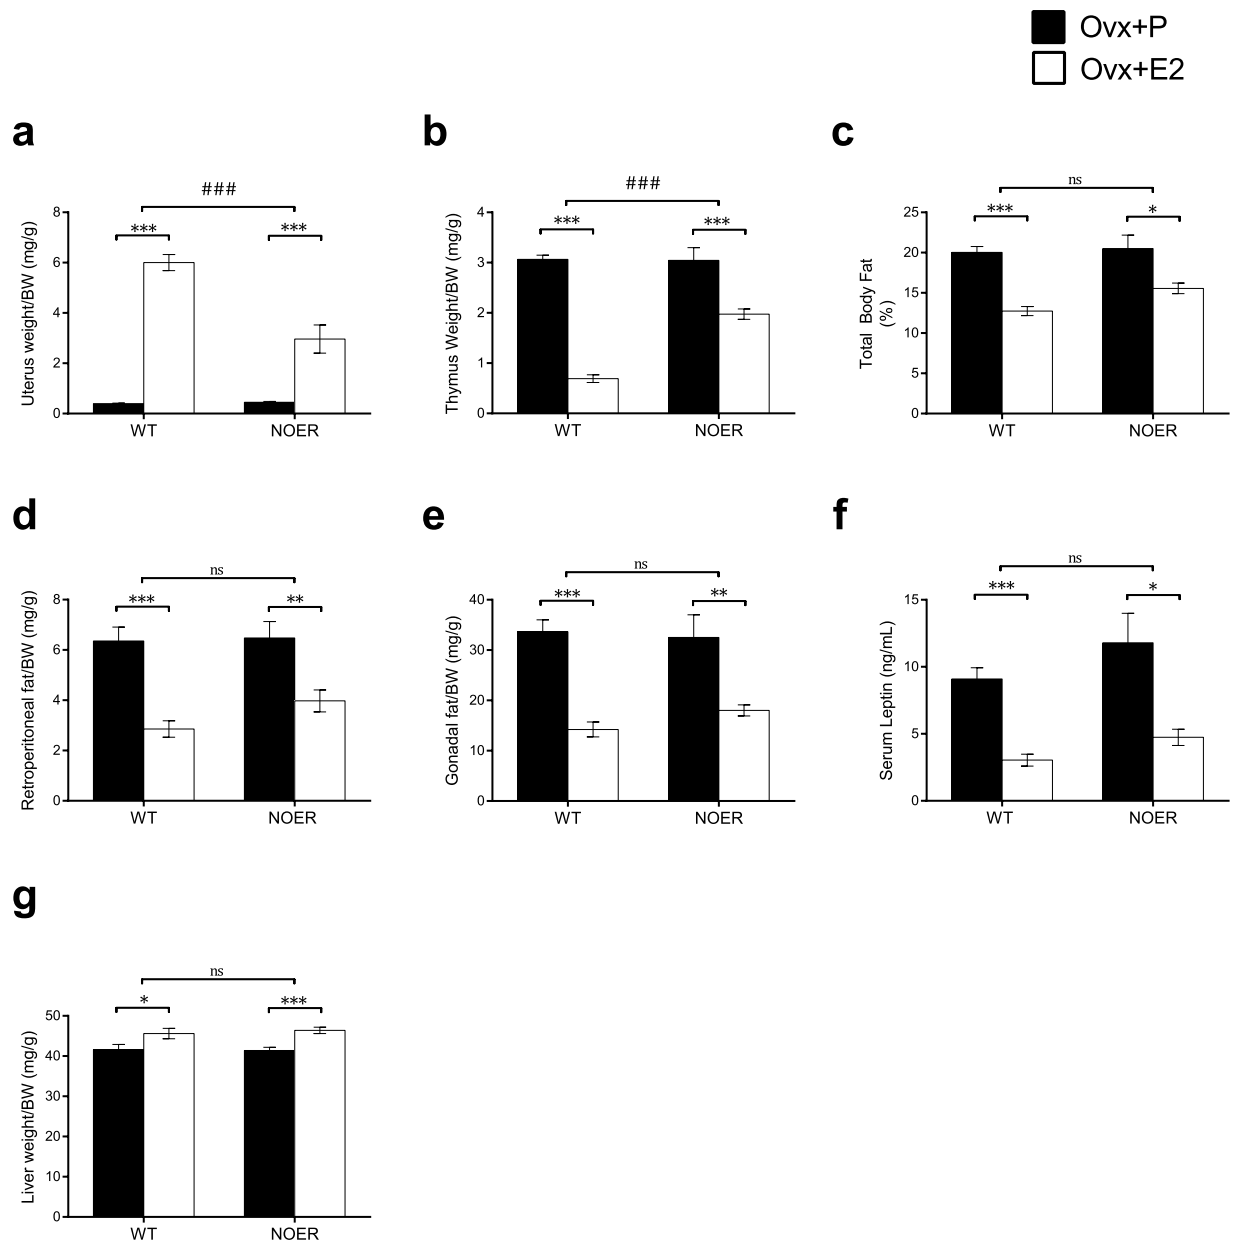 Ovx+P
Ovx+E2
a
b
c
###
***
***
Uterus weight/BW (mg/g)
8
6
4
2
0
WT
NOER
###
***
***
Thymus Weight/BW (mg/g)
4
3
2
1
0
WT
NOER
ns
***
*
Total Body Fat
(%)
25
20
15
10
5
0
WT
NOER
d
e
f
ns
***
**
Retroperitoneal fat/BW (mg/g)
8
6
4
2
0
WT
NOER
ns
***
**
Gonadal fat/BW (mg/g)
40
30
20
10
0
WT
NOER
ns
***
*
Serum Leptin (ng/mL)
15
10
5
0
WT
NOER
g
ns
*
***
Liver weight/BW (mg/g)
50
40
30
20
10
0
WT
NOER